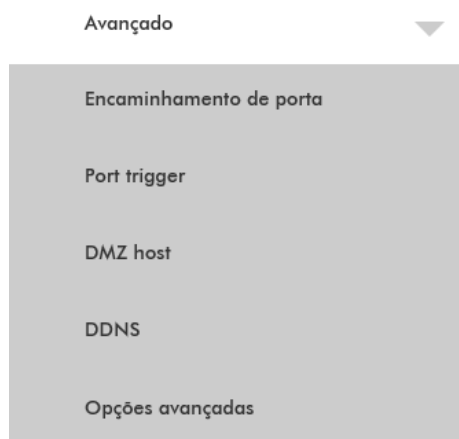 Avançado
Encaminhamento de porta
Port trigger
DMZ host
DDNS
Opções avançadas